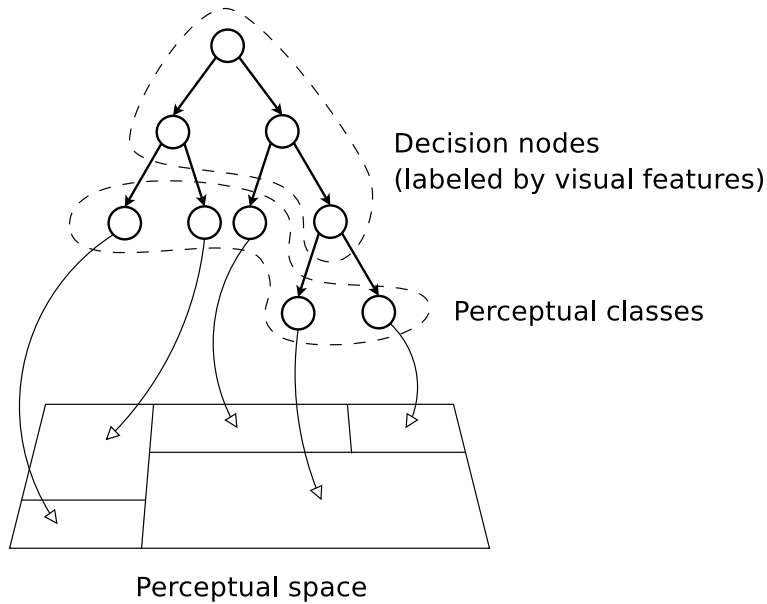 Decision nodes
(labeled by visual features)
Perceptual classes
Perceptual space